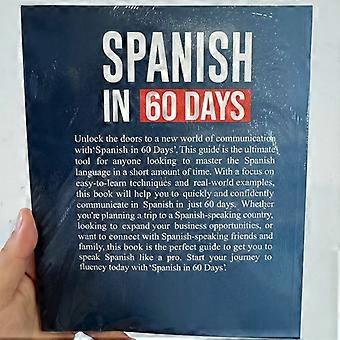 SPANISH
IN 60 DAYS
Unlock the doors to a new world of communication
with'Spanish in 60 Days'. This guide is the ultimate
tool for anyone looking to master the Spanish
language in a short amount of time. With a focus on
easy-to-learn techniques and real-world examples,
this book will help you to quickly and confidently
communicate in Spanish in just 60 days. Whether
you're planning a trip to a Spanish-speaking country,
looking to expand your business opportunities, or
want to connect with Spanish-speaking friends and
family, this book is the perfect guide to get you to
speak Spanish like a pro. Start your journey to
fluency today with 'Spanish in 60 Days'.